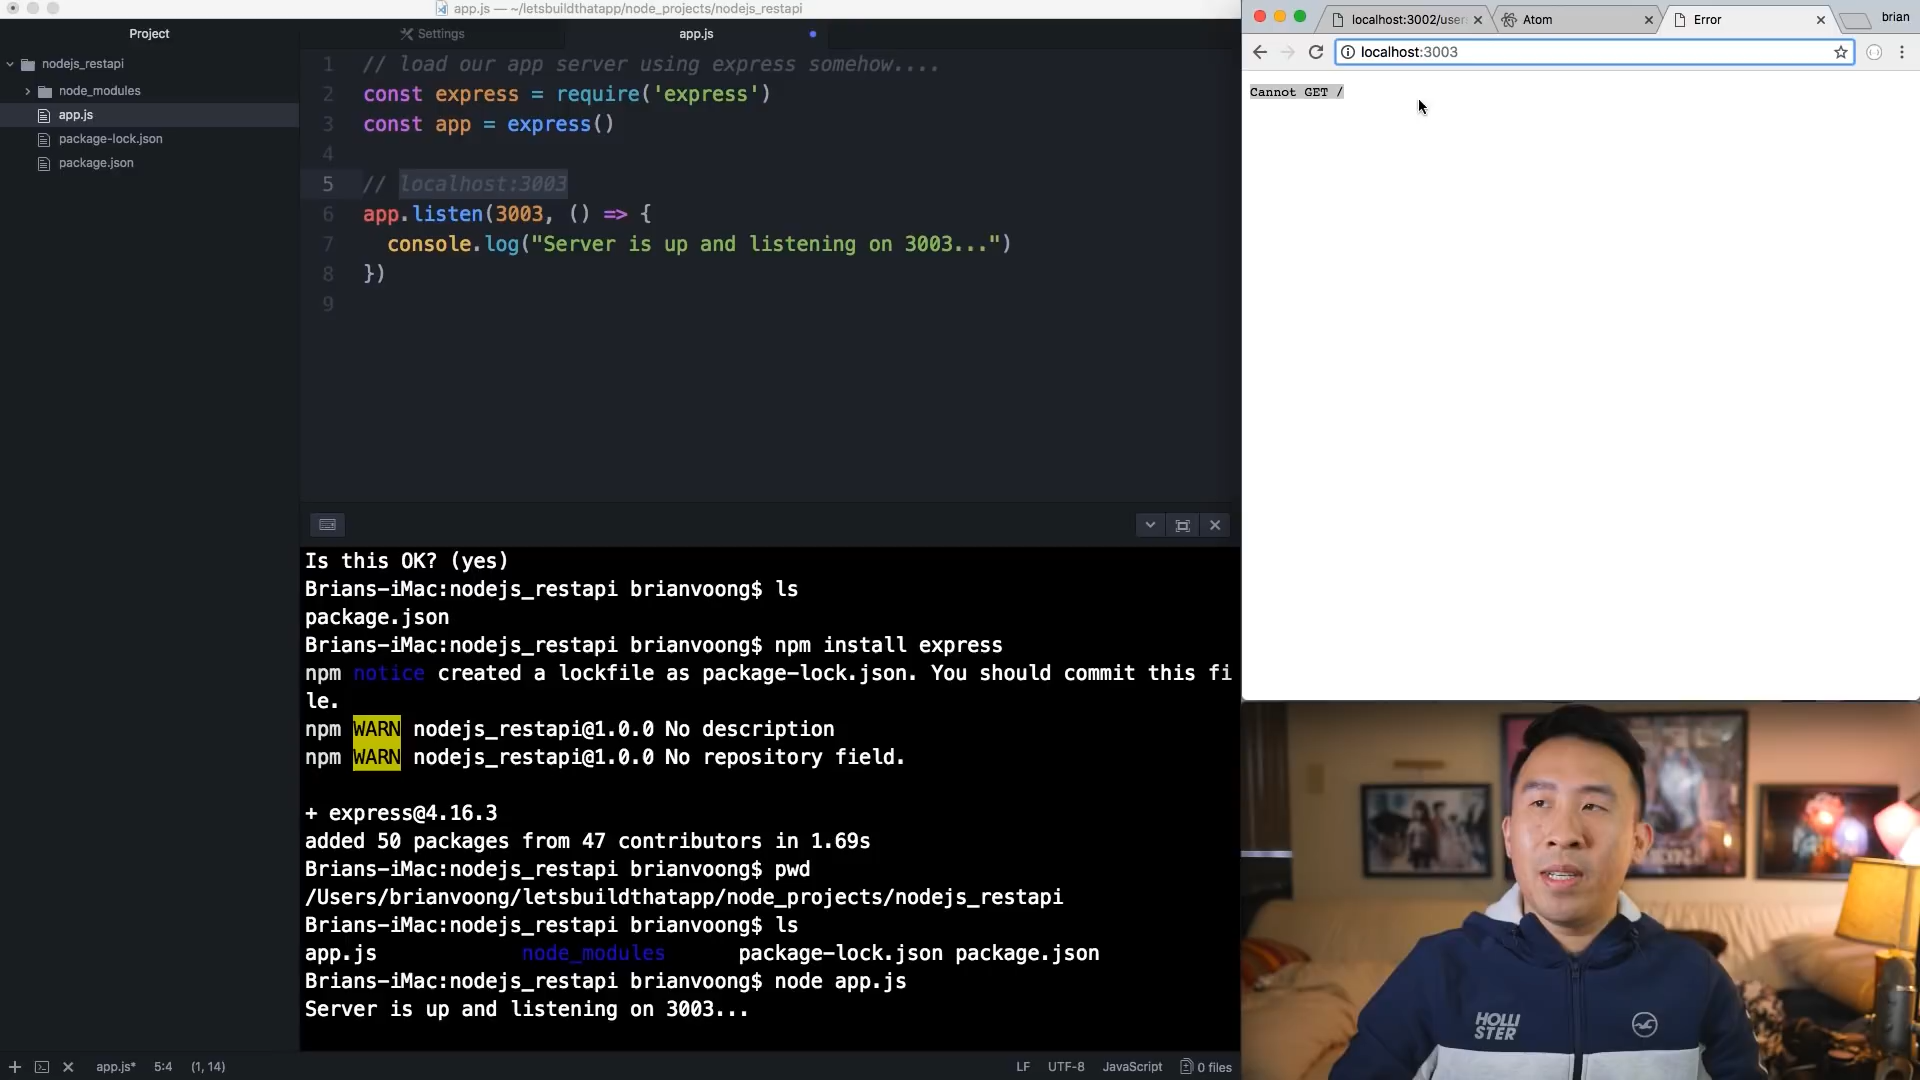 app.js — ~/letsbuildthatapp/node_projects/nodejs_restapi
Project
Settings
app.js
nodejs_restapi
node_modules
app.js
package-lock.json
package.json
1 // load our app server using express somehow....
2 const express = require('express')
3 const app = express()
4
5 // localhost:3003
6 app.listen(3003, () => {
7 console.log("Server is up and listening on 3003...")
8 })
9
Is this OK? (yes)
Brians-iMac:nodejs_restapi brianvoong$ ls
package.json
Brians-iMac:nodejs_restapi brianvoong$ npm install express
npm notice created a lockfile as package-lock.json. You should commit this fi
le.
npm WARN nodejs_restapi@1.0.0 No description
npm WARN nodejs_restapi@1.0.0 No repository field.
+ express@4.16.3
added 50 packages from 47 contributors in 1.69s
Brians-iMac:nodejs_restapi brianvoong$ pwd
/Users/brianvoong/letsbuildthatapp/node_projects/nodejs_restapi
Brians-iMac:nodejs_restapi brianvoong$ ls
app.js node_modules package-lock.json package.json
Brians-iMac:nodejs_restapi brianvoong$ node app.js
Server is up and listening on 3003...
app.js* 5:4 (1, 14)
LF UTF-8 JavaScript 0 files
localhost:3002/user
Atom
Error
brian
localhost:3003
Cannot GET /
HOLLI
STER